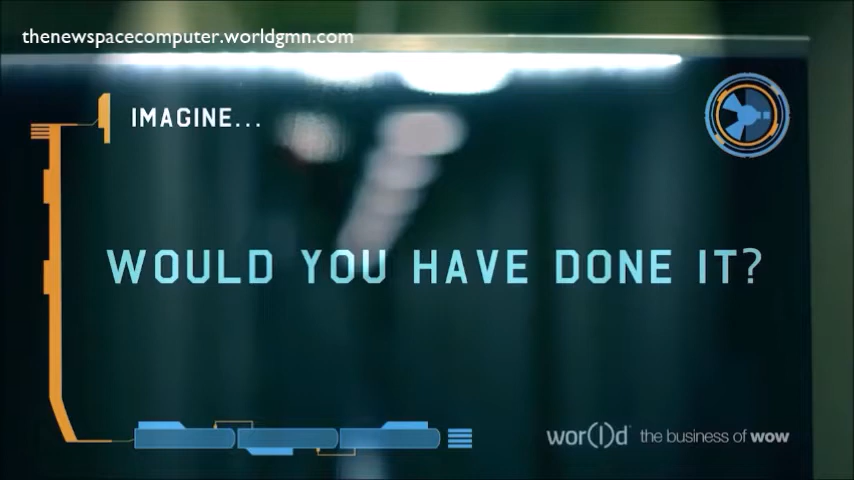 thenewspacecomputer.worldgmn.com
IMAGINE...
WOULD YOU HAVE DONE IT?
wor(l)d the business of wow